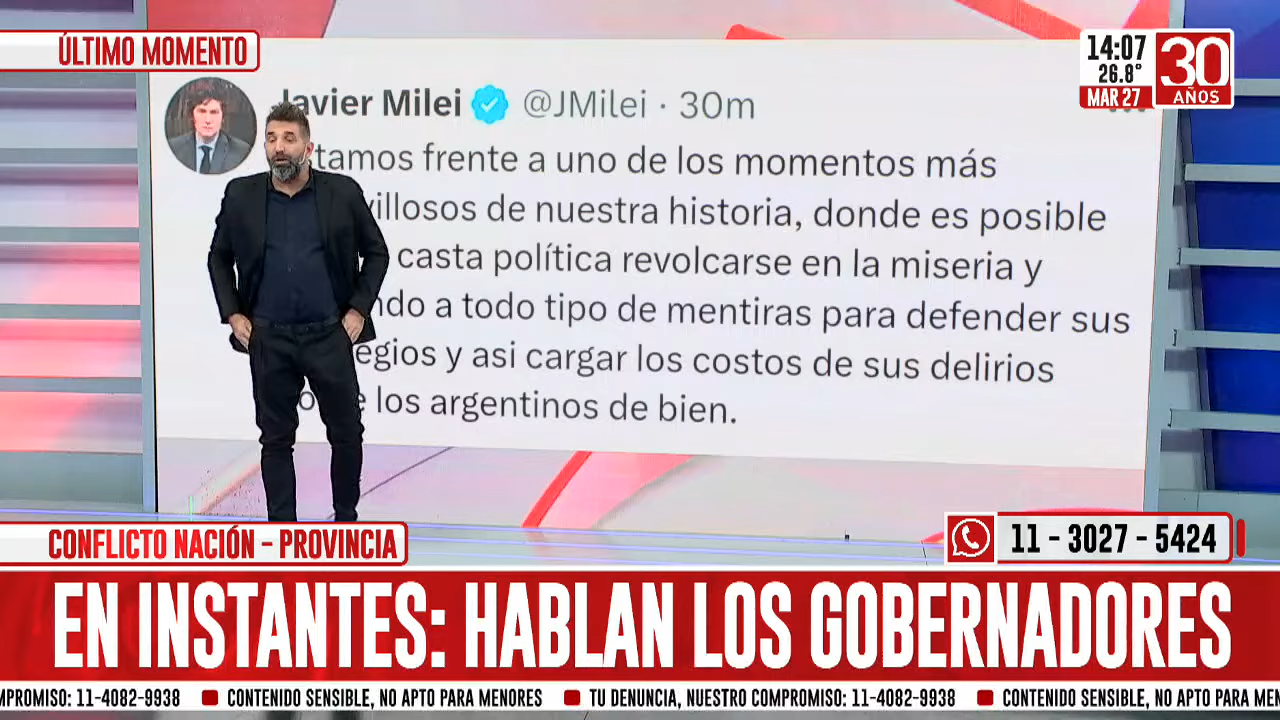 ÚLTIMO MOMENTO
14:07
26.8°
MAR 27
30
AÑOS
Javier Milei @JMilei · 30m
tamos frente a uno de los momentos más
villosos de nuestra historia, donde es posible
casta política revolcarse en la miseria y
ndo a todo tipo de mentiras para defender sus
egios y asi cargar los costos de sus delirios
los argentinos de bien.
CONFLICTO NACIÓN - PROVINCIA
11 - 3027 - 5424
EN INSTANTES: HABLAN LOS GOBERNADORES
MPROMISO: 11-4082-9938 CONTENIDO SENSIBLE, NO APTO PARA MENORES TU DENUNCIA, NUESTRO COMPROMISO: 11-4082-9938 CONTENIDO SENSIBLE, NO APTO PARA MEN